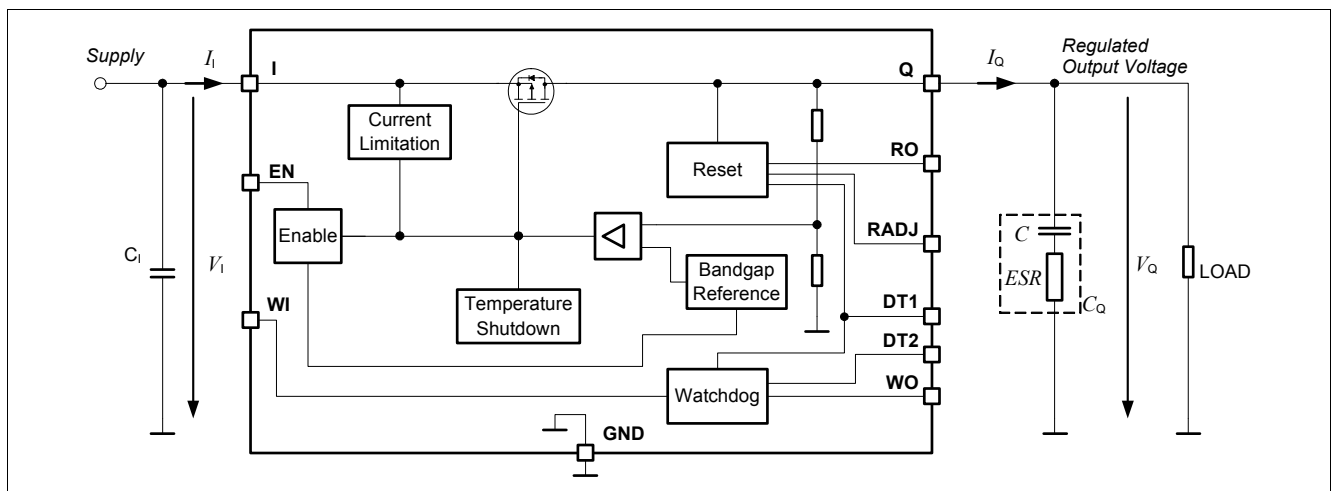 Supply
I_I
I
Q
I_Q
Regulated
Output Voltage
Current
Limitation
Reset
RO
EN
Enable
RADJ
C_I
V_I
Bandgap
Reference
C
ESR
C_Q
V_Q
LOAD
WI
Temperature
Shutdown
DT1
DT2
Watchdog
WO
GND